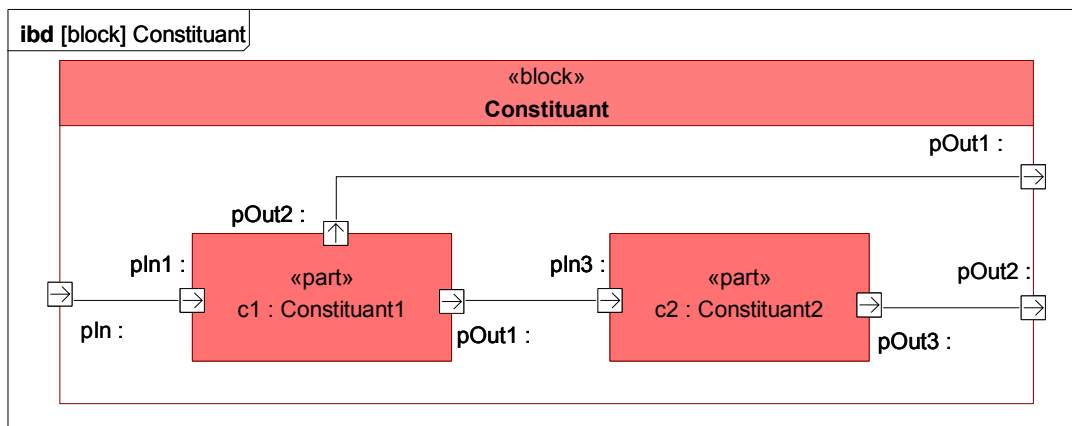 ibd [block] Constituant
«block»
Constituant
pOut1 :
pOut2 :
pIn1 :
pIn3 :
pOut2 :
«part»
«part»
c1 : Constituant1
c2 : Constituant2
pIn :
pOut1 :
pOut3 :